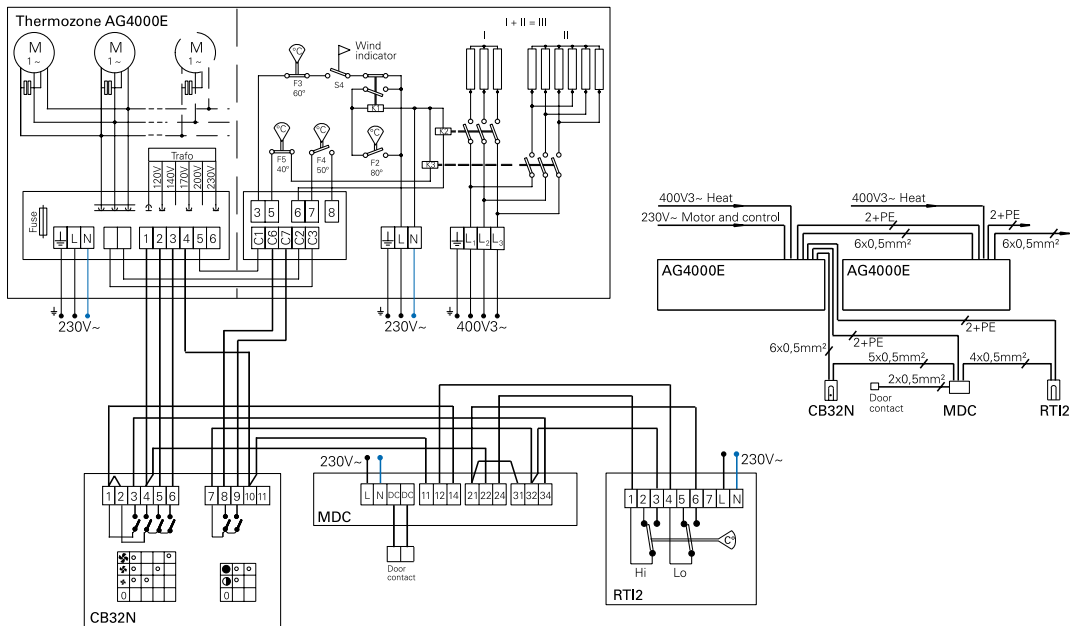 Thermozone AG4000E
I + II = III
M
1 ~
M
1 ~
M
1 ~
°C
F3
60°
Wind
indicator
S4
I
II
K1
K2
K3
°C
F5
40°
°C
F4
50°
°C
F2
80°
Trafo
120V
140V
170V
200V
230V
Fuse
L N
1 2 3 4 5 6
3 5 6 7 8
C1 C6 C7 C2 C3
L N
L1 L2 L3
230V~
230V~
400V3~
400V3~ Heat
400V3~ Heat
230V~ Motor and control
2+PE
2+PE
6x0,5mm²
6x0,5mm²
AG4000E
AG4000E
2+PE
6x0,5mm²
2+PE
5x0,5mm²
4x0,5mm²
2x0,5mm²
CB32N
Door
contact
MDC
RTI2
1 2 3 4 5 6
7 8 9 10 11
0
0
CB32N
230V~
L N DC DC
11 12 14
21 22 24
31 32 34
MDC
Door
contact
230V~
1 2 3 4 5 6 7 L N
C°
Hi
Lo
RTI2